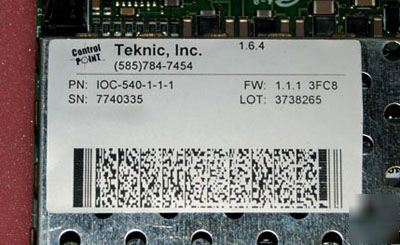 Control
POINT
Teknic, Inc.
1.6.4
(585)784-7454
PN: IOC-540-1-1-1
FW: 1.1.1 3FC8
SN: 7740335
LOT: 3738265